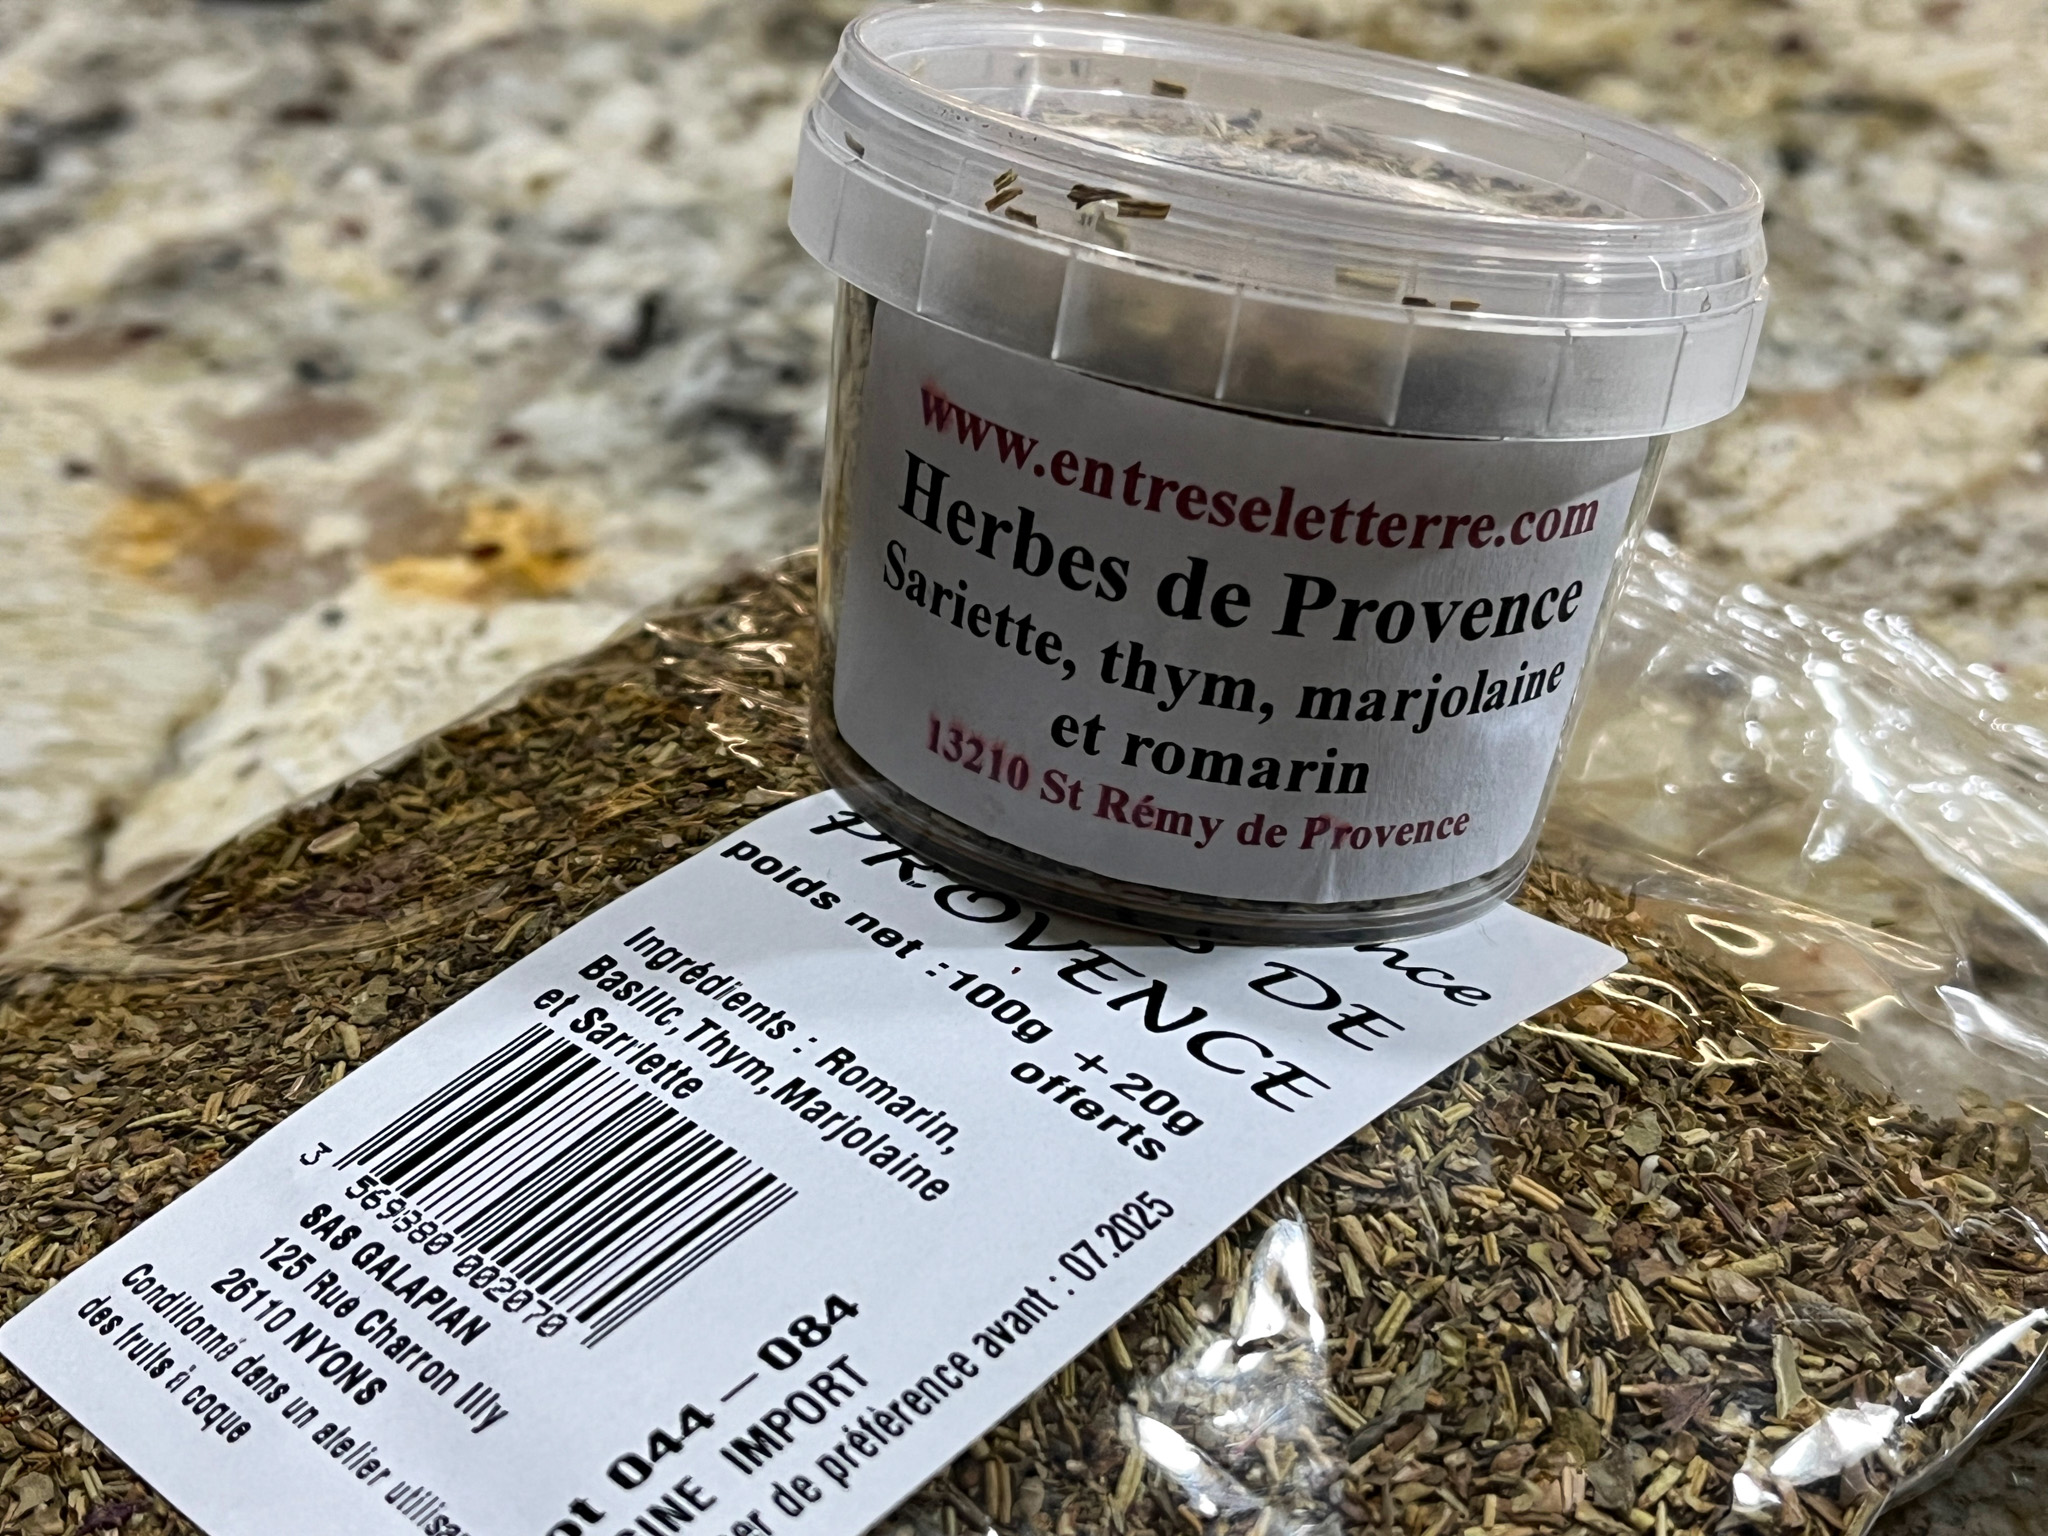 www.entreseletterre.com
Herbes de Provence
Sariette, thym, marjolaine
et romarin
13210 St Rémy de Provence
DE
PROVENCE
poids net : 100g + 20g
offerts
Ingrédients : Romarin,
Basilic, Thym, Marjolaine
et Sarriette
3 569380 002070
SAS GALAPIAN
125 Rue Charron Illy
26110 NYONS
Conditionné dans un atelier
des fruits à coque
044 - 084
IMPORT
de préférence avant : 07.2025